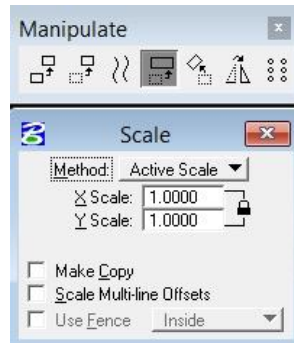 Manipulate
Scale
Method: Active Scale
X Scale: 1.0000
Y Scale: 1.0000
Make Copy
Scale Multi-line Offsets
Use Fence Inside